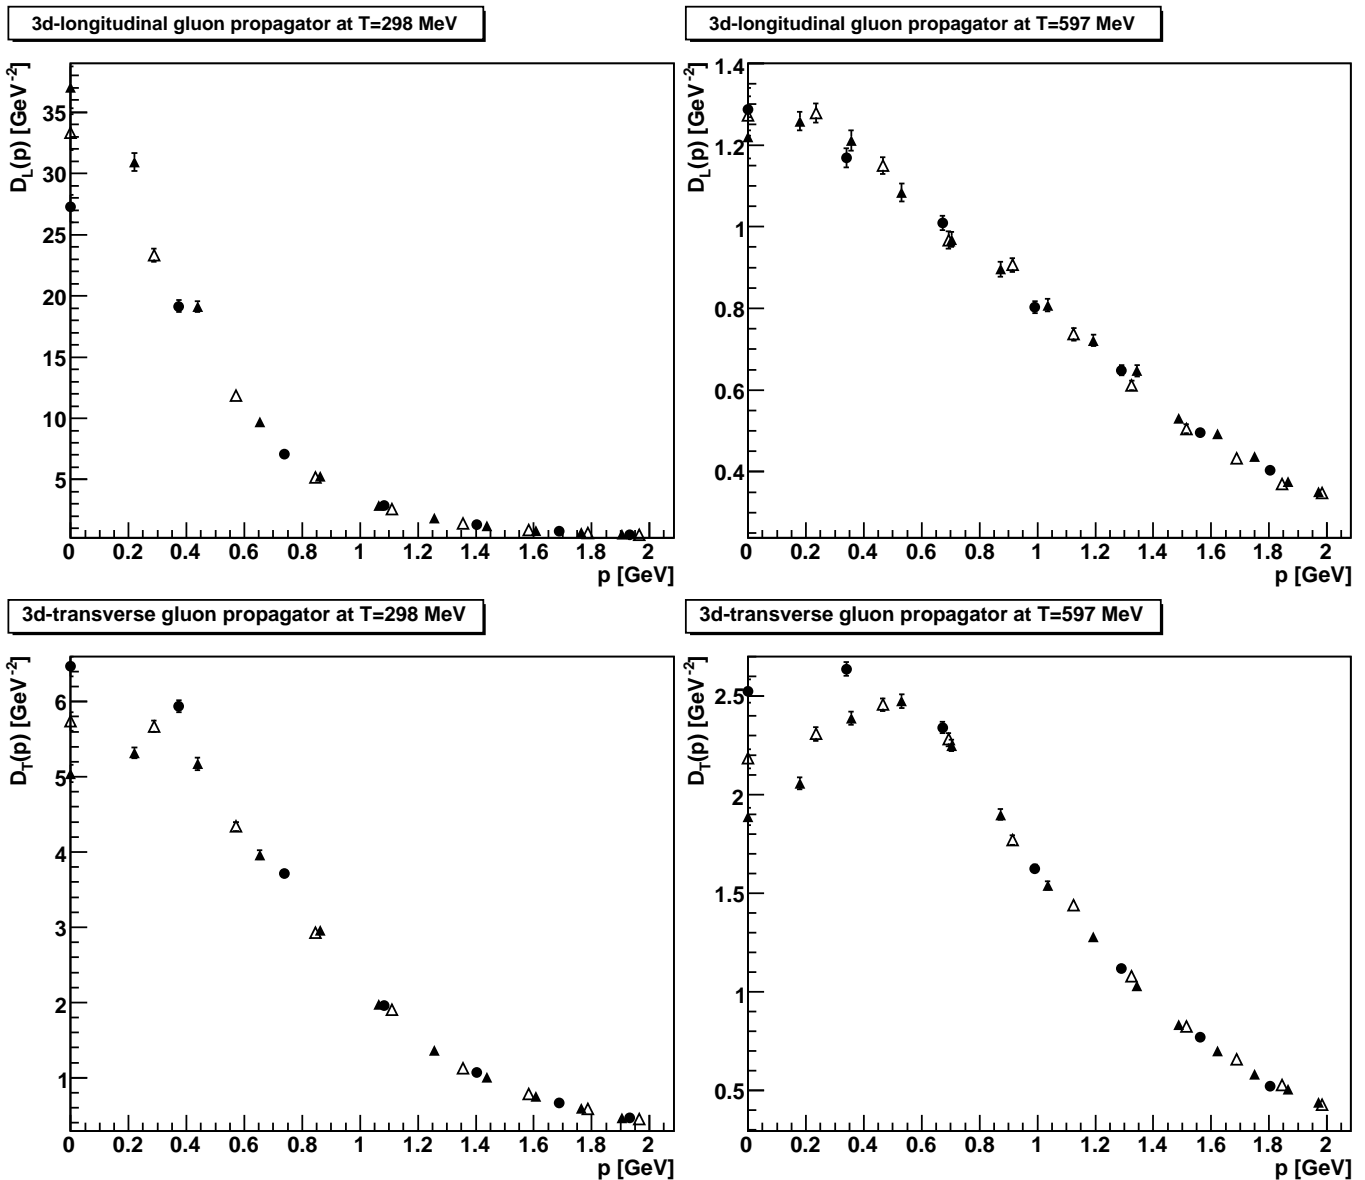 3d-longitudinal gluon propagator at T=298 MeV
D_L(p) [GeV^-2]
35
30
25
20
15
10
5
0 0.2 0.4 0.6 0.8 1 1.2 1.4 1.6 1.8 2
p [GeV]
3d-longitudinal gluon propagator at T=597 MeV
D_L(p) [GeV^-2]
1.4
1.2
1
0.8
0.6
0.4
0 0.2 0.4 0.6 0.8 1 1.2 1.4 1.6 1.8 2
p [GeV]
3d-transverse gluon propagator at T=298 MeV
D_T(p) [GeV^-2]
6
5
4
3
2
1
0 0.2 0.4 0.6 0.8 1 1.2 1.4 1.6 1.8 2
p [GeV]
3d-transverse gluon propagator at T=597 MeV
D_T(p) [GeV^-2]
2.5
2
1.5
1
0.5
0 0.2 0.4 0.6 0.8 1 1.2 1.4 1.6 1.8 2
p [GeV]